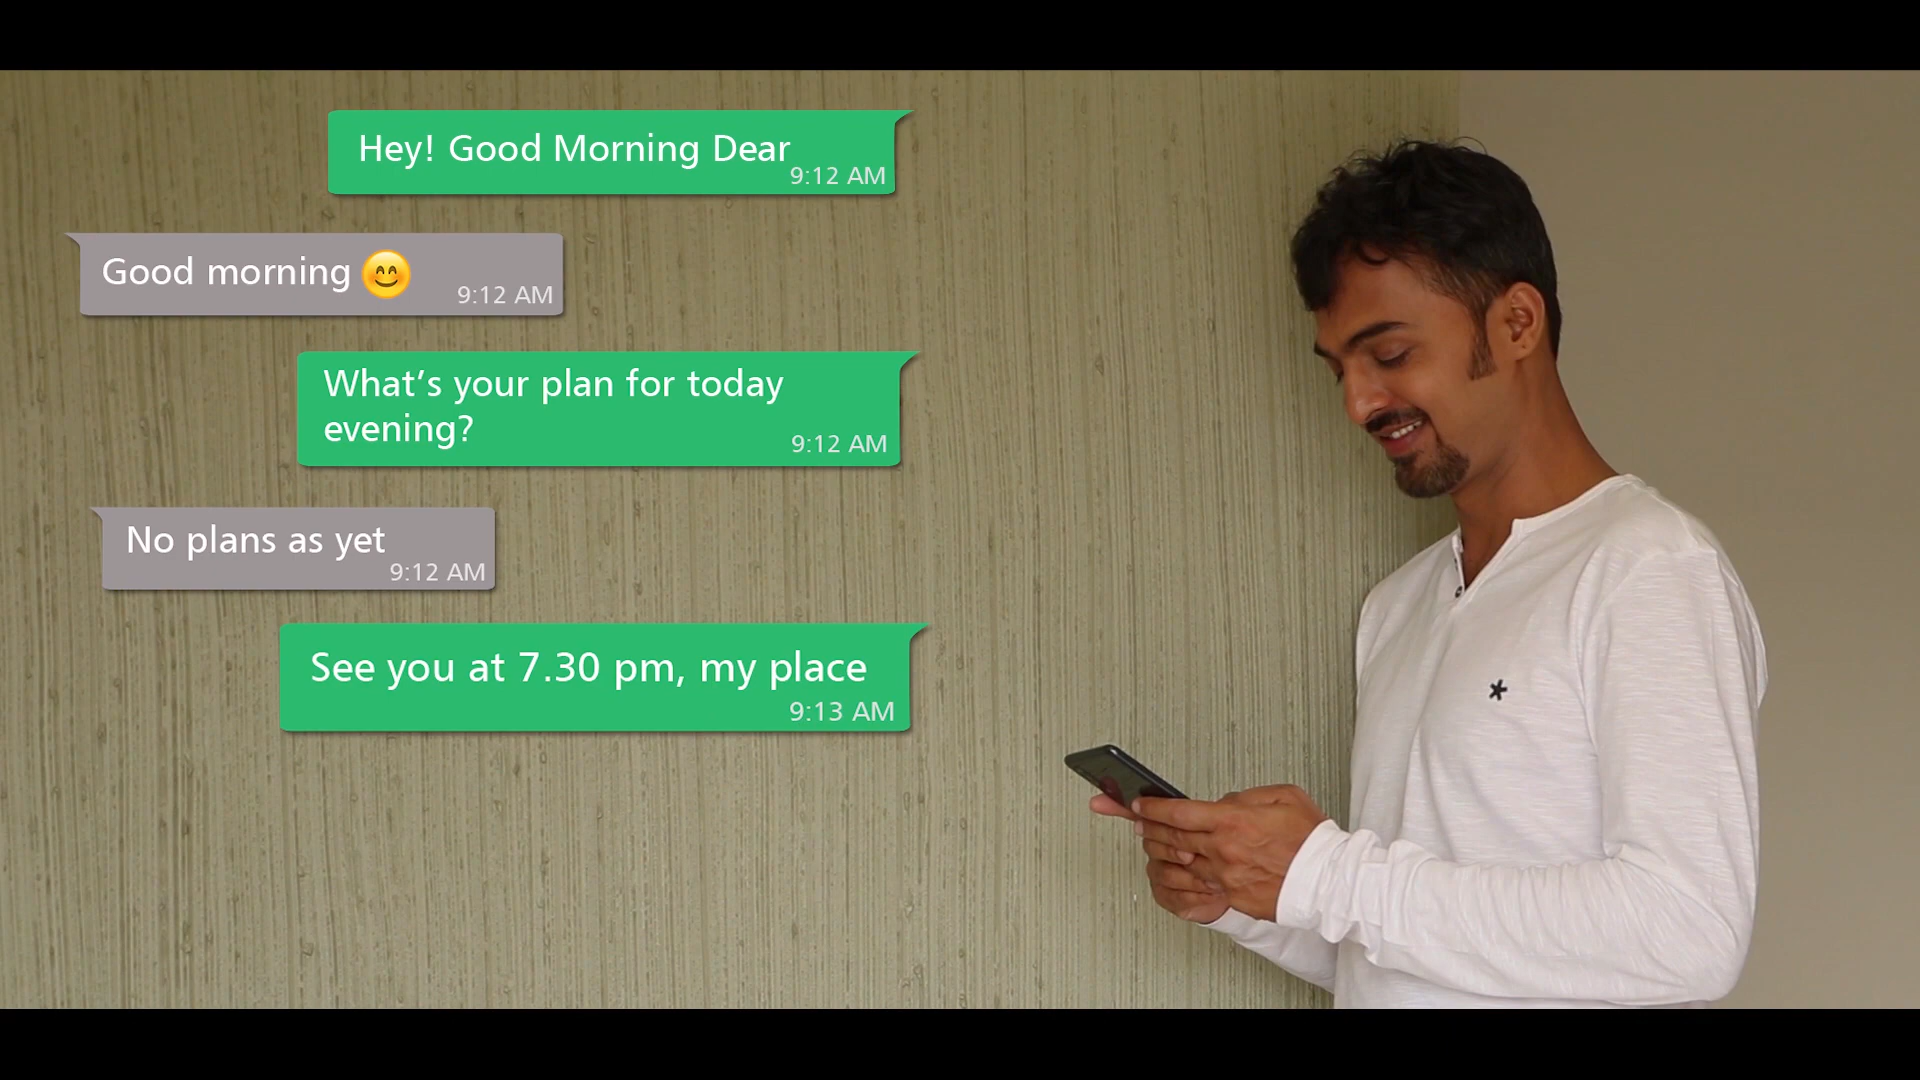 Hey! Good Morning Dear
9:12 AM
Good morning 😊
9:12 AM
What’s your plan for today
evening?
9:12 AM
No plans as yet
9:12 AM
See you at 7.30 pm, my place
9:13 AM